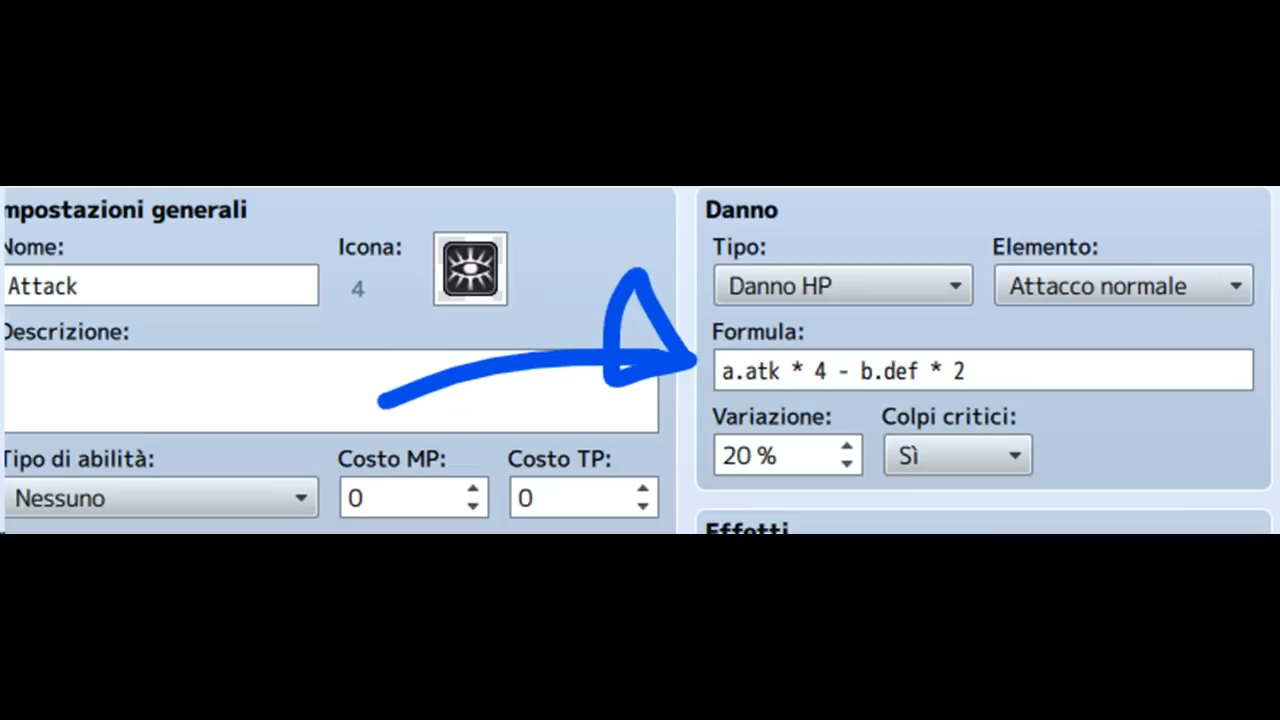 mpostazioni generali
Nome:
Icona:
Attack
4
Descrizione:
Tipo di abilità:
Costo MP:
Costo TP:
Nessuno
0
0
Danno
Tipo:
Elemento:
Danno HP
Attacco normale
Formula:
a.atk * 4 - b.def * 2
Variazione:
Colpi critici:
20 %
Sì
Effetti